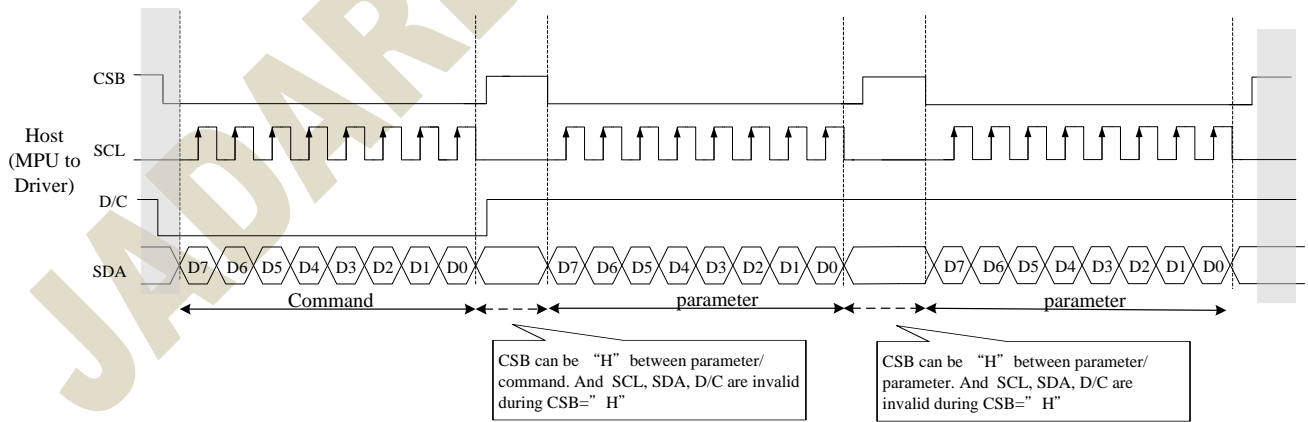 JADARD
CSB
Host
(MPU to
Driver)
SCL
D/C
SDA
D7 D6 D5 D4 D3 D2 D1 D0 D7 D6 D5 D4 D3 D2 D1 D0 D7 D6 D5 D4 D3 D2 D1 D0
Command parameter parameter
CSB can be “H” between parameter/
command. And SCL, SDA, D/C are invalid
during CSB=” H”
CSB can be “H” between parameter/
parameter. And SCL, SDA, D/C are
invalid during CSB=” H”